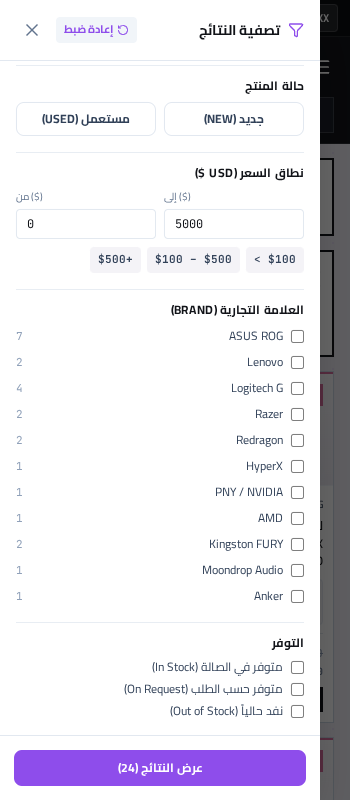 تصفية النتائج
إعادة ضبط
حالة المنتج
جديد (NEW)
مستعمل (USED)
نطاق السعر (USD $)
إلى ($)
من ($)
5000
0
< $100
$100 - $500
$500+
العلامة التجارية (BRAND)
ASUS ROG 7
Lenovo 2
Logitech G 4
Razer 2
Redragon 2
HyperX 1
PNY / NVIDIA 1
AMD 1
Kingston FURY 2
Moondrop Audio 1
Anker 1
التوفر
متوفر في الصالة (In Stock)
متوفر حسب الطلب (On Request)
نفد حالياً (Out of Stock)
عرض النتائج (24)